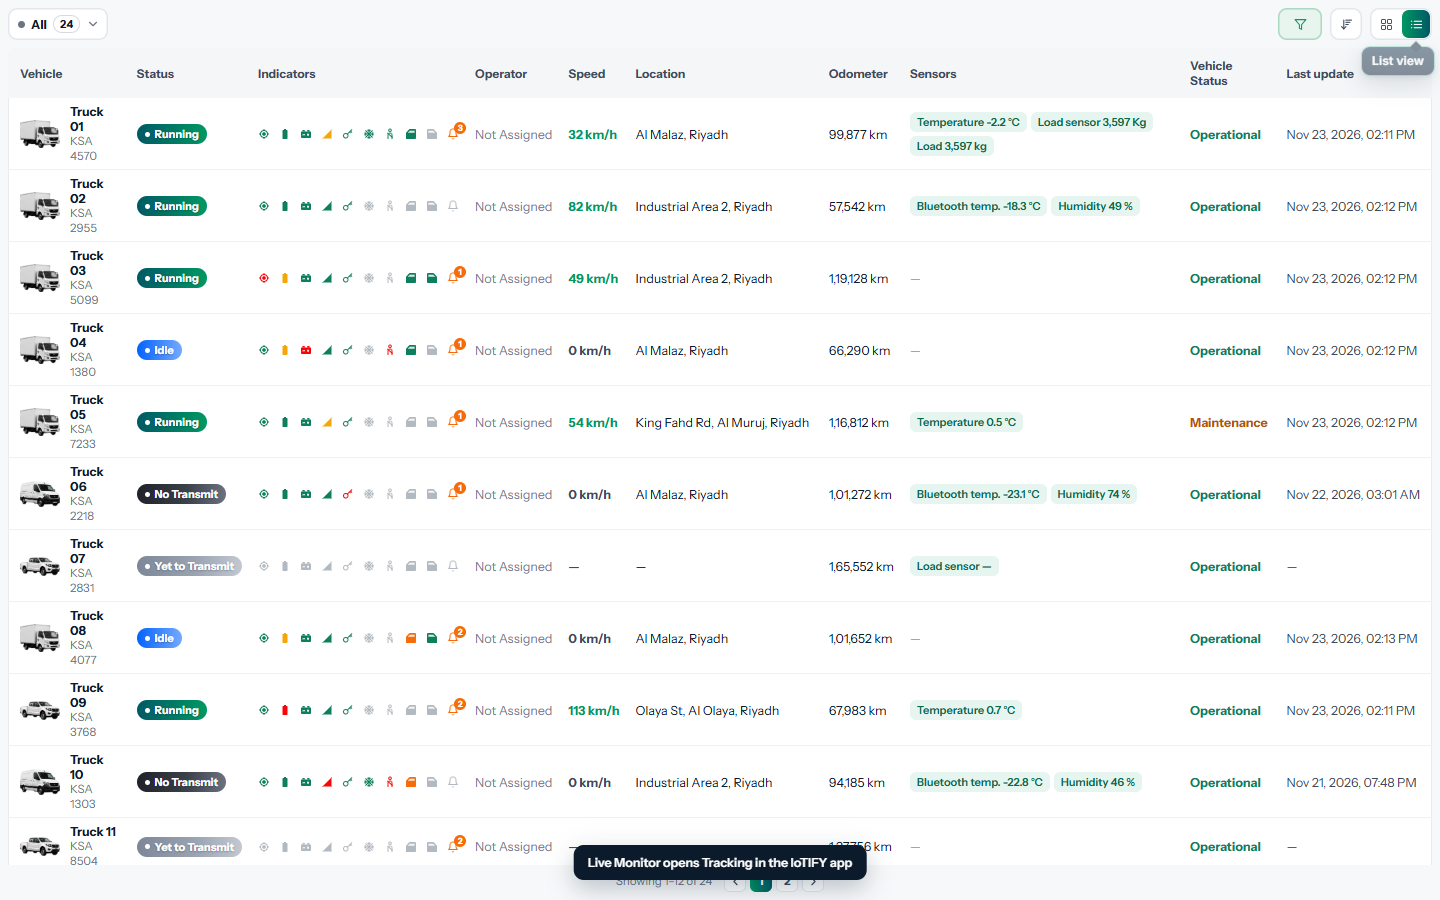 All 24
List view
Vehicle Status Indicators Operator Speed Location Odometer Sensors Vehicle Status Last update
Truck 01 KSA 4570 Running 3 Not Assigned 32 km/h Al Malaz, Riyadh 99,877 km Temperature -2.2 °C Load sensor 3,597 Kg Load 3,597 kg Operational Nov 23, 2026, 02:11 PM
Truck 02 KSA 2955 Running Not Assigned 82 km/h Industrial Area 2, Riyadh 57,542 km Bluetooth temp. -18.3 °C Humidity 49 % Operational Nov 23, 2026, 02:12 PM
Truck 03 KSA 5099 Running 1 Not Assigned 49 km/h Industrial Area 2, Riyadh 1,19,128 km — Operational Nov 23, 2026, 02:12 PM
Truck 04 KSA 1380 Idle 1 Not Assigned 0 km/h Al Malaz, Riyadh 66,290 km — Operational Nov 23, 2026, 02:12 PM
Truck 05 KSA 7233 Running 1 Not Assigned 54 km/h King Fahd Rd, Al Muruj, Riyadh 1,16,812 km Temperature 0.5 °C Maintenance Nov 23, 2026, 02:12 PM
Truck 06 KSA 2218 No Transmit 1 Not Assigned 0 km/h Al Malaz, Riyadh 1,01,272 km Bluetooth temp. -23.1 °C Humidity 74 % Operational Nov 22, 2026, 03:01 AM
Truck 07 KSA 2831 Yet to Transmit Not Assigned — — 1,65,552 km Load sensor — Operational —
Truck 08 KSA 4077 Idle 2 Not Assigned 0 km/h Al Malaz, Riyadh 1,01,652 km — Operational Nov 23, 2026, 02:13 PM
Truck 09 KSA 3768 Running 2 Not Assigned 113 km/h Olaya St, Al Olaya, Riyadh 67,983 km Temperature 0.7 °C Operational Nov 23, 2026, 02:11 PM
Truck 10 KSA 1303 No Transmit Not Assigned 0 km/h Industrial Area 2, Riyadh 94,185 km Bluetooth temp. -22.8 °C Humidity 46 % Operational Nov 21, 2026, 07:48 PM
Truck 11 KSA 8504 Yet to Transmit 2 Not Assigned — km — Operational —
Live Monitor opens Tracking in the IoTIFY app
Showing 1–12 of 24 1 2